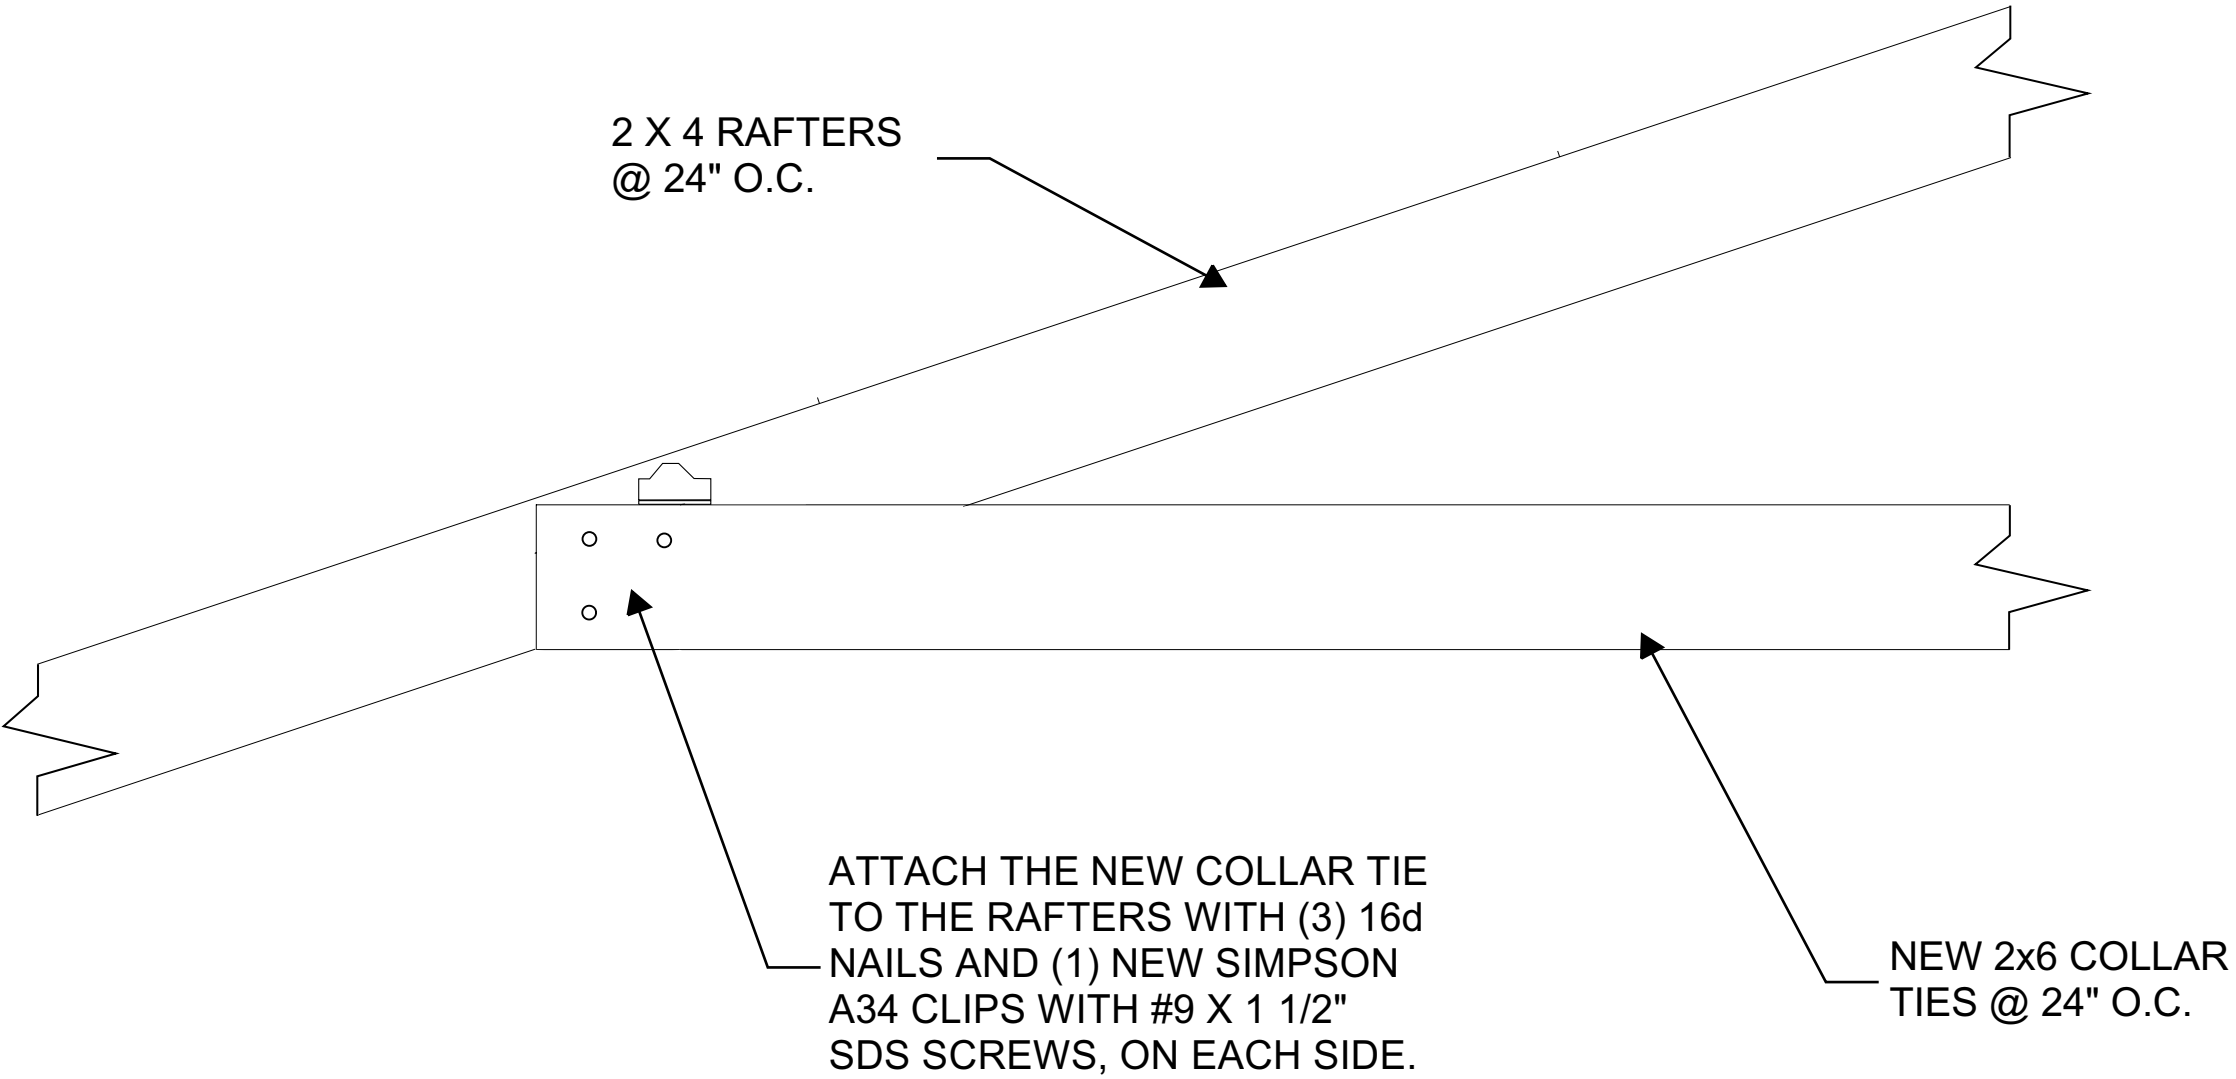 2 X 4 RAFTERS
@ 24" O.C.
ATTACH THE NEW COLLAR TIE
TO THE RAFTERS WITH (3) 16d
NAILS AND (1) NEW SIMPSON
A34 CLIPS WITH #9 X 1 1/2"
SDS SCREWS, ON EACH SIDE.
NEW 2x6 COLLAR
TIES @ 24" O.C.